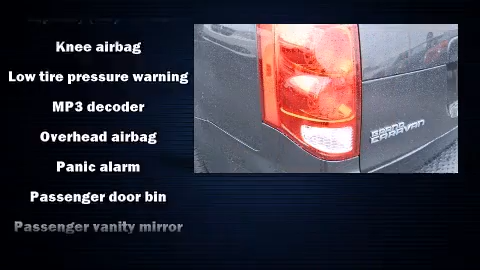 Knee airbag
Low tire pressure warning
MP3 decoder
Overhead airbag
Panic alarm
Passenger door bin
Passenger vanity mirror
GRAND
CARAVAN